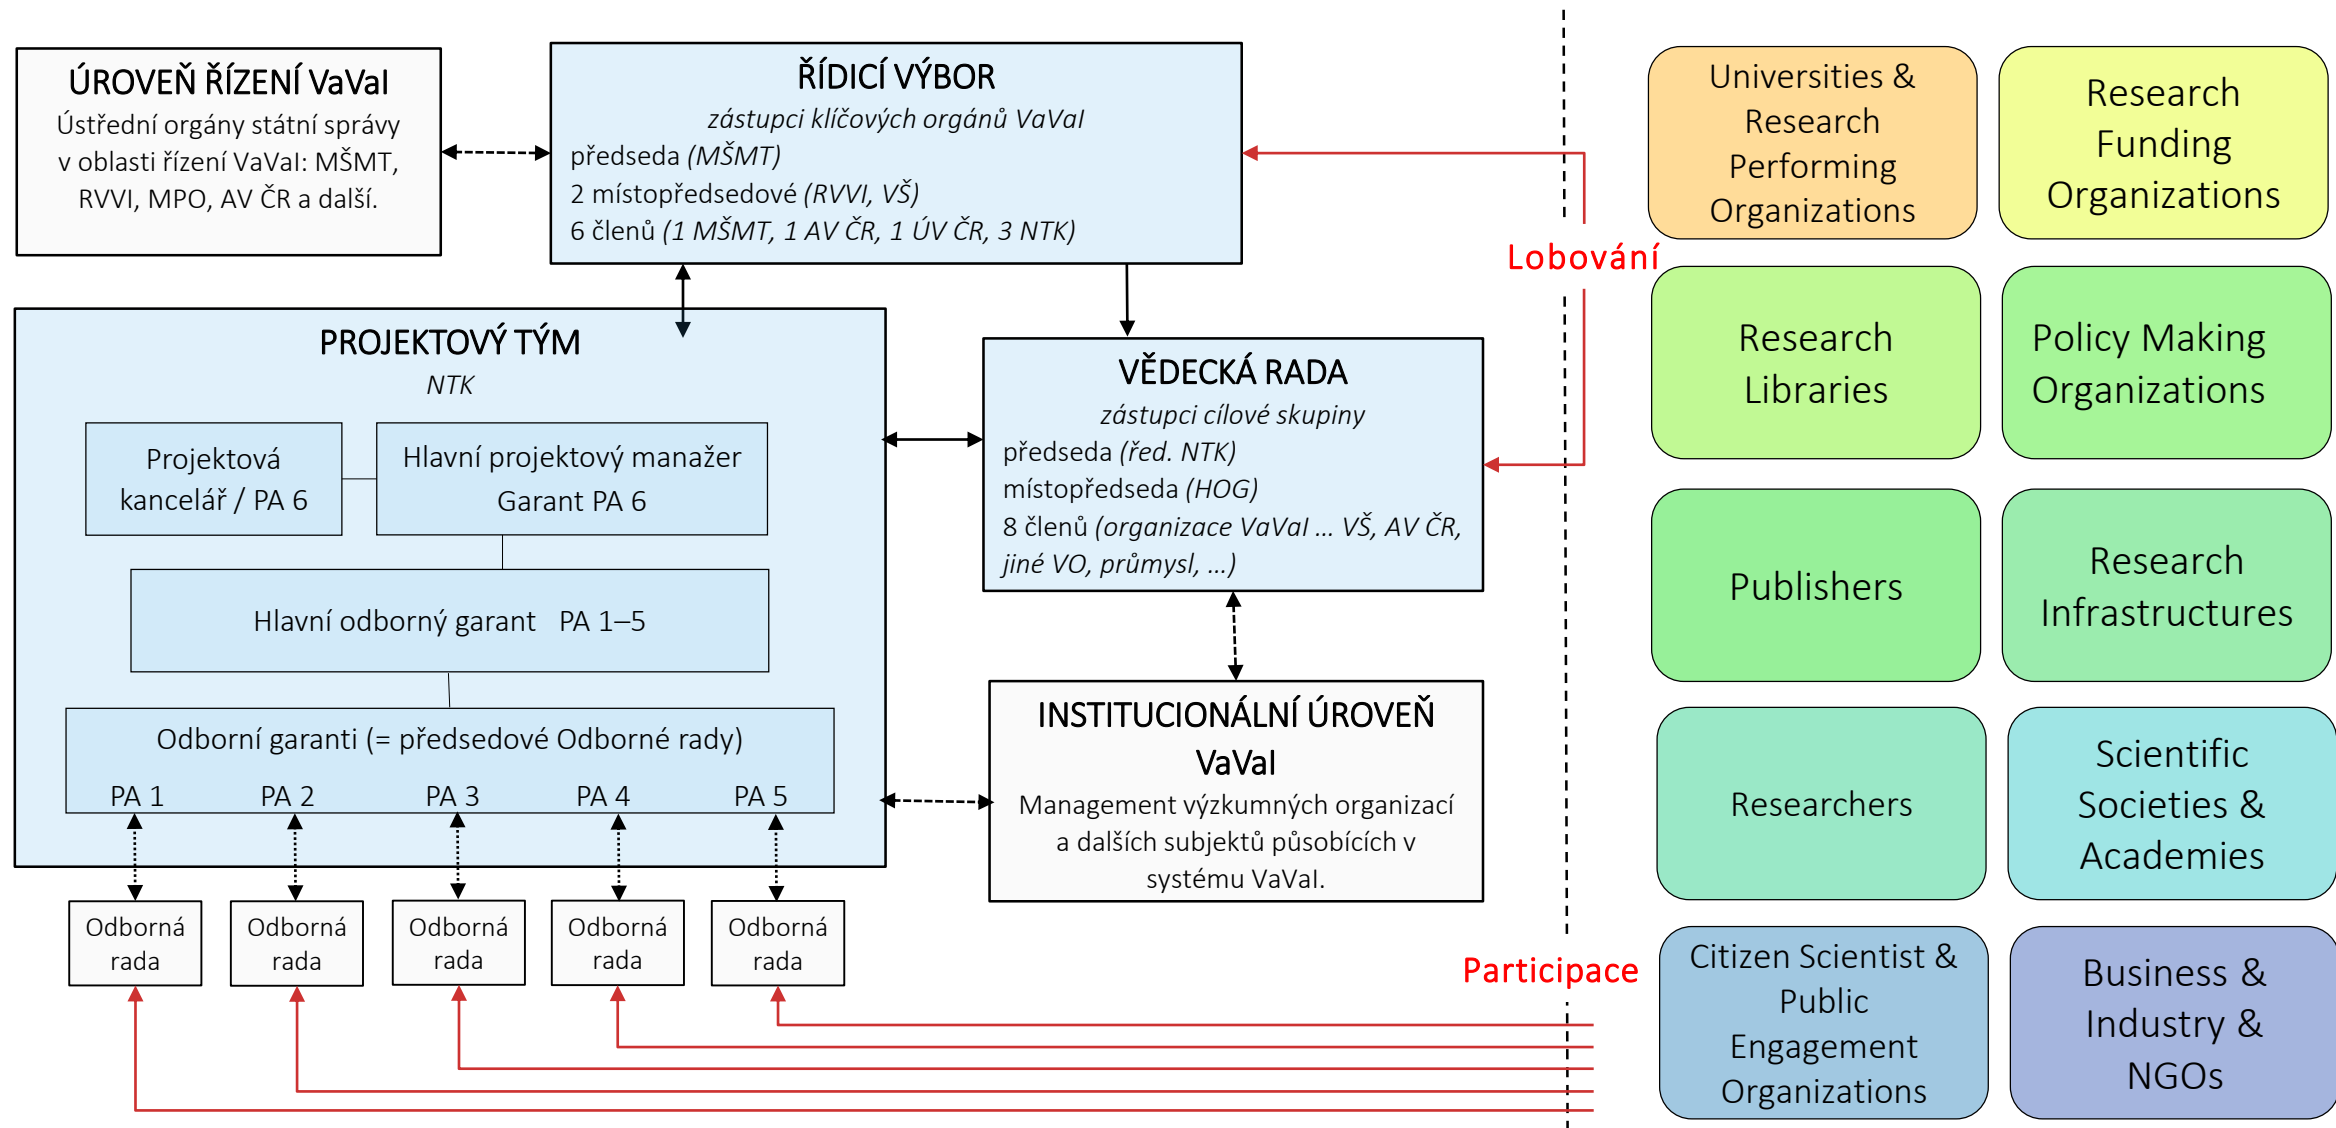 ÚROVEŇ ŘÍZENÍ VaVaI
Ústřední orgány státní správy
v oblasti řízení VaVaI: MŠMT,
RVVI, MPO, AV ČR a další.
ŘÍDICÍ VÝBOR
zástupci klíčových orgánů VaVaI
předseda (MŠMT)
2 místopředsedové (RVVI, VŠ)
6 členů (1 MŠMT, 1 AV ČR, 1 ÚV ČR, 3 NTK)
PROJEKTOVÝ TÝM
NTK
Projektová
kancelář / PA 6
Hlavní projektový manažer
Garant PA 6
Hlavní odborný garant PA 1–5
Odborní garanti (= předsedové Odborné rady)
PA 1 PA 2 PA 3 PA 4 PA 5
Odborná
rada
Odborná
rada
Odborná
rada
Odborná
rada
Odborná
rada
VĚDECKÁ RADA
zástupci cílové skupiny
předseda (řed. NTK)
místopředseda (HOG)
8 členů (organizace VaVaI ... VŠ, AV ČR,
jiné VO, průmysl, ...)
INSTITUCIONÁLNÍ ÚROVEŇ
VaVaI
Management výzkumných organizací
a dalších subjektů působících v
systému VaVaI.
Lobování
Participace
Universities &
Research
Performing
Organizations
Research
Funding
Organizations
Research
Libraries
Policy Making
Organizations
Publishers
Research
Infrastructures
Researchers
Scientific
Societies &
Academies
Citizen Scientist &
Public
Engagement
Organizations
Business &
Industry &
NGOs